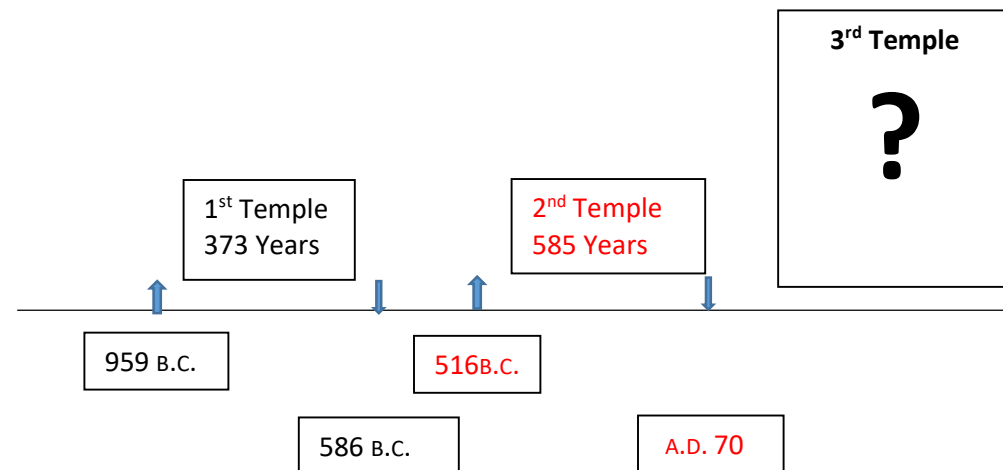 3rd Temple
?
1st Temple
373 Years
2nd Temple
585 Years
959 B.C.
516B.C.
586 B.C.
A.D. 70